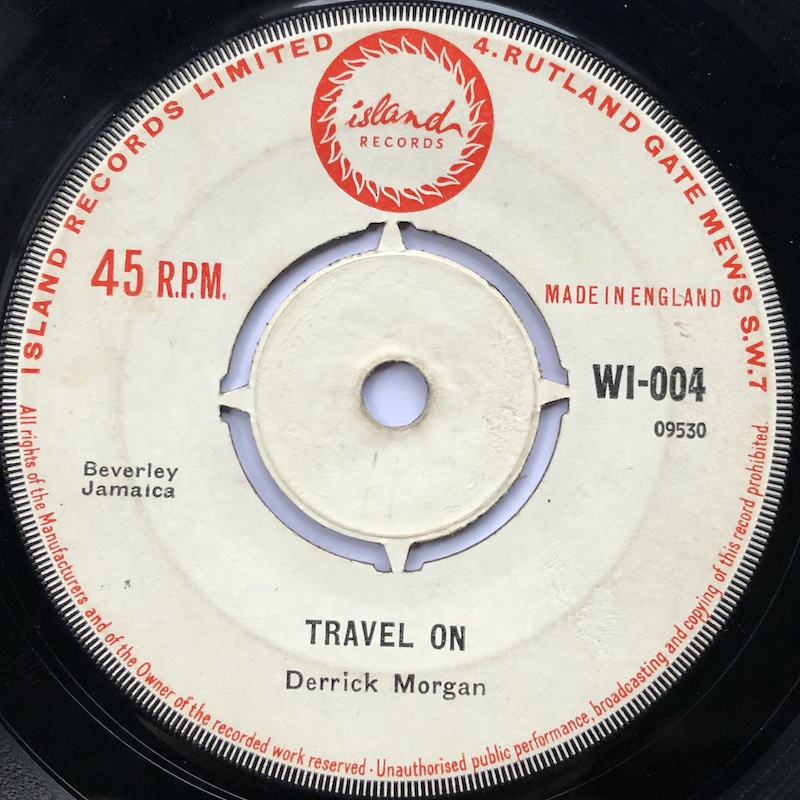 ISLAND RECORDS LIMITED
4. RUTLAND GATE MEWS S.W.7
island
RECORDS
45 R.P.M.
MADE IN ENGLAND
WI-004
09530
Beverley
Jamaica
TRAVEL ON
Derrick Morgan
All rights of the Manufacturers and of the Owner of the recorded work reserved · Unauthorised public performance, broadcasting and copying of this record prohibited.